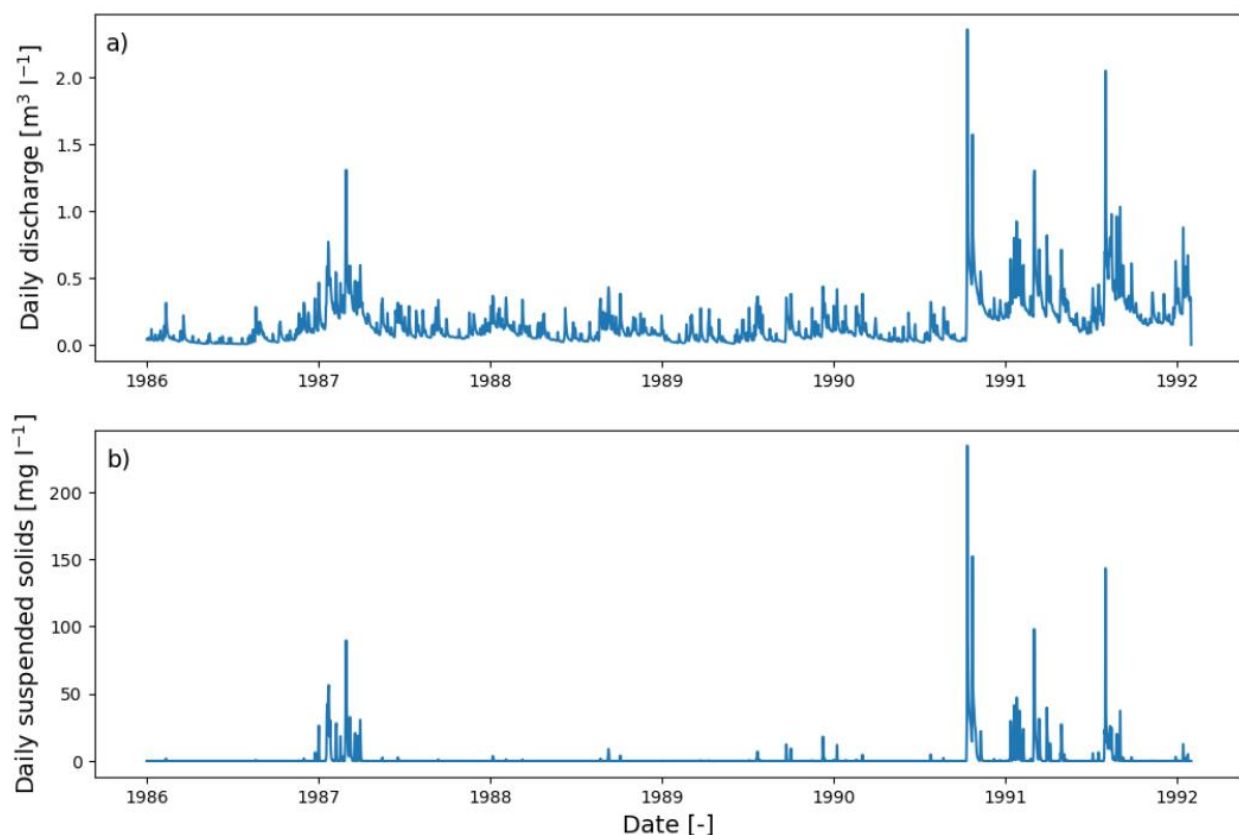 a)
Daily discharge [m³ l⁻¹]
2.0
1.5
1.0
0.5
0.0
1986 1987 1988 1989 1990 1991 1992
b)
Daily suspended solids [mg l⁻¹]
200
150
100
50
0
1986 1987 1988 1989 1990 1991 1992
Date [-]